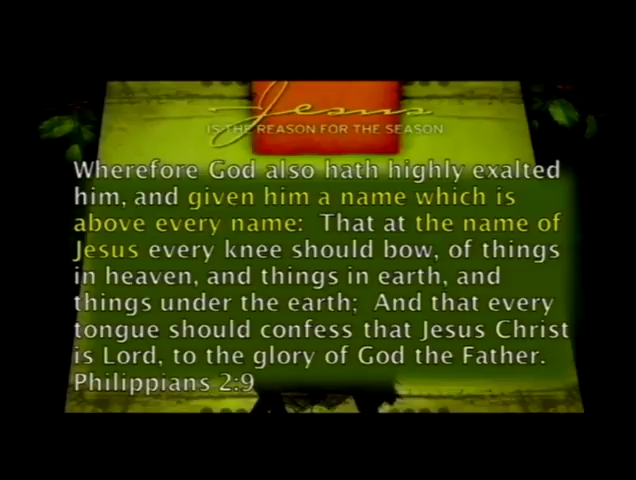 Jesus
IS THE REASON FOR THE SEASON
Wherefore God also hath highly exalted
him, and given him a name which is
above every name:  That at the name of
Jesus every knee should bow, of things
in heaven, and things in earth, and
things under the earth;  And that every
tongue should confess that Jesus Christ
is Lord, to the glory of God the Father.
Philippians 2:9